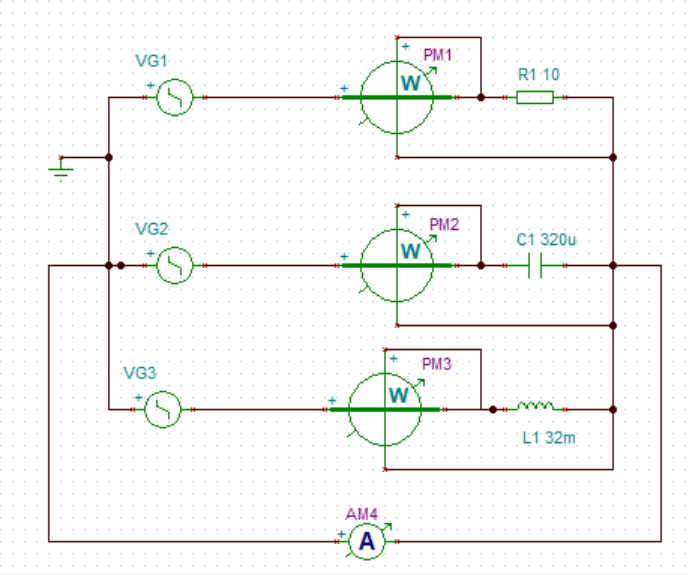 VG1
+
+
+
PM1
W
R1 10
VG2
+
+
+
PM2
W
C1 320u
VG3
+
+
+
PM3
W
L1 32m
AM4
+
A